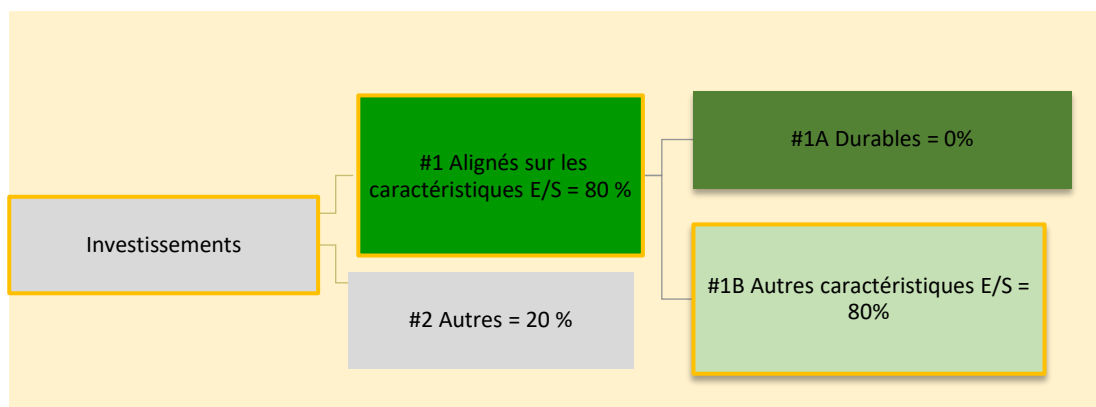 Investissements
#1 Alignés sur les
caractéristiques E/S = 80 %
#2 Autres = 20 %
#1A Durables = 0%
#1B Autres caractéristiques E/S =
80%